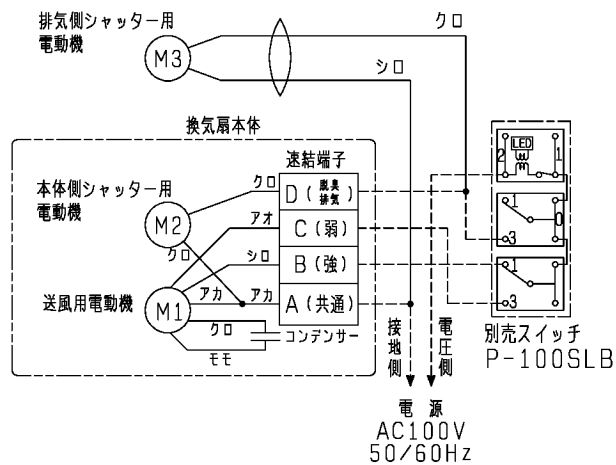 排気側シャッター用
電動機
M3
クロ
シロ
換気扇本体
速結端子
本体側シャッター用
電動機
M2
クロ
D(脱臭排気)
アオ
C(弱)
クロ
シロ
B(強)
送風用電動機
M1
アカ
アカ
A(共通)
クロ
コンデンサー
モモ
LED
2
1
1
0
3
1
3
別売スイッチ
P-100SLB
接地側
電圧側
電源
AC100V
50/60Hz